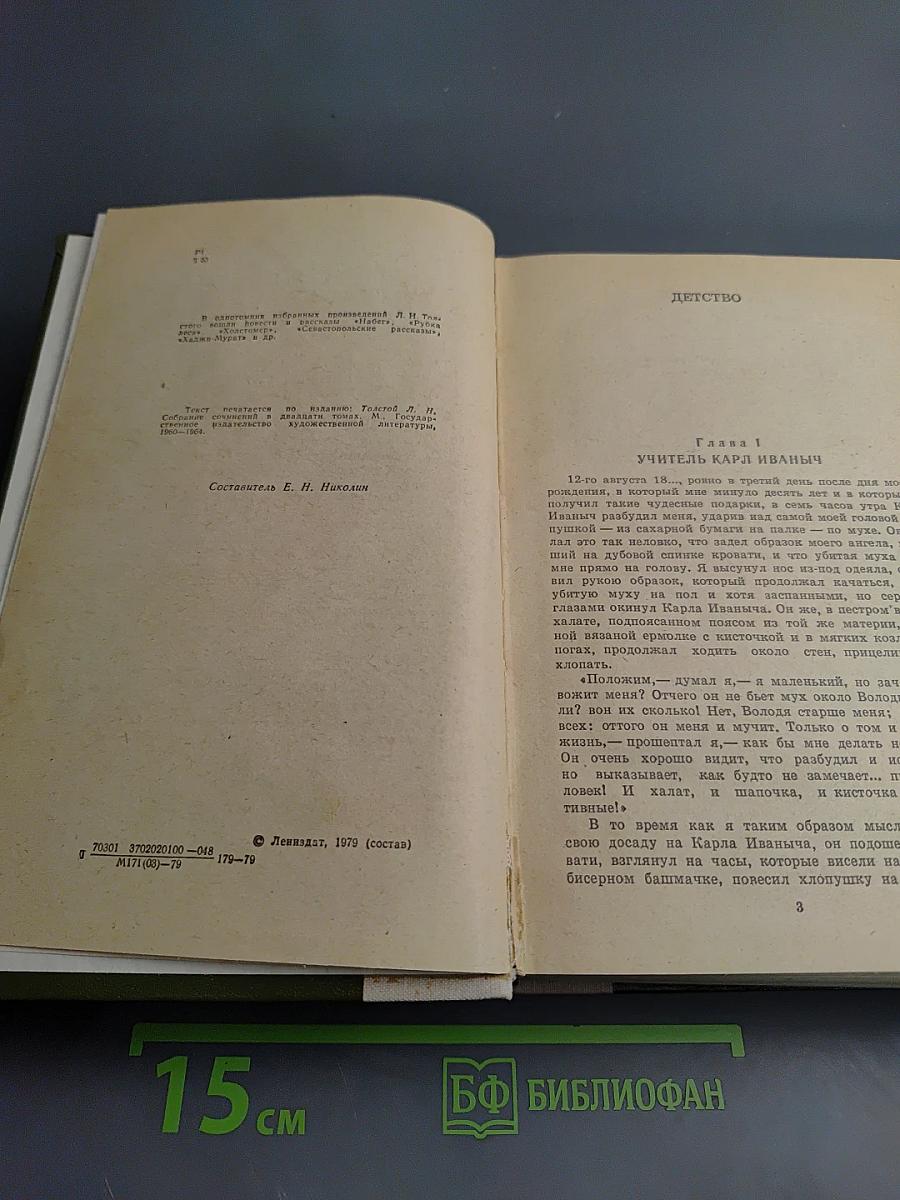 Р1
Т 53
В однотомник избранных произведений Л. Н. Тол-
стого вошли повести и рассказы «Набег», «Рубка
леса», «Холстомер», «Севастопольские рассказы»,
«Хаджи-Мурат» и др.
Текст печатается по изданию: Толстой Л. Н.
Собрание сочинений в двадцати томах. М., Государ-
ственное издательство художественной литературы,
1960—1964.
Составитель Е. Н. Николин
70301 3702020100—048
М171(03)—79
179—79
© Лениздат, 1979 (состав)
ДЕТСТВО
Глава I
УЧИТЕЛЬ КАРЛ ИВАНЫЧ
12-го августа 18..., ровно в третий день после дня мо
рождения, в который мне минуло десять лет и в которы
получил такие чудесные подарки, в семь часов утра К
Иваныч разбудил меня, ударив над самой моей головой
пушкой — из сахарной бумаги на палке — по мухе. Он
лал это так неловко, что задел образок моего ангела,
ший на дубовой спинке кровати, и что убитая муха
мне прямо на голову. Я высунул нос из-под одеяла, о
вил рукою образок, который продолжал качаться,
убитую муху на пол и хотя заспанными, но сер
глазами окинул Карла Иваныча. Он же, в пестром в
халате, подпоясанном поясом из той же материи,
ной вязаной ермолке с кисточкой и в мягких козл
погах, продолжал ходить около стен, прицели
хлопать.
«Положим,— думал я,— я маленький, но зач
вожит меня? Отчего он не бьет мух около Волод
ли? вон их сколько! Нет, Володя старше меня;
всех: оттого он меня и мучит. Только о том и
жизнь,— прошептал я,— как бы мне делать н
Он очень хорошо видит, что разбудил и ис
но выказывает, как будто не замечает... п
ловек! И халат, и шапочка, и кисточка
тивные!»
В то время как я таким образом мысл
свою досаду на Карла Иваныча, он подоше
вати, взглянул на часы, которые висели на
бисерном башмачке, повесил хлопушку на
3
15 см
БФ БИБЛИОФАН